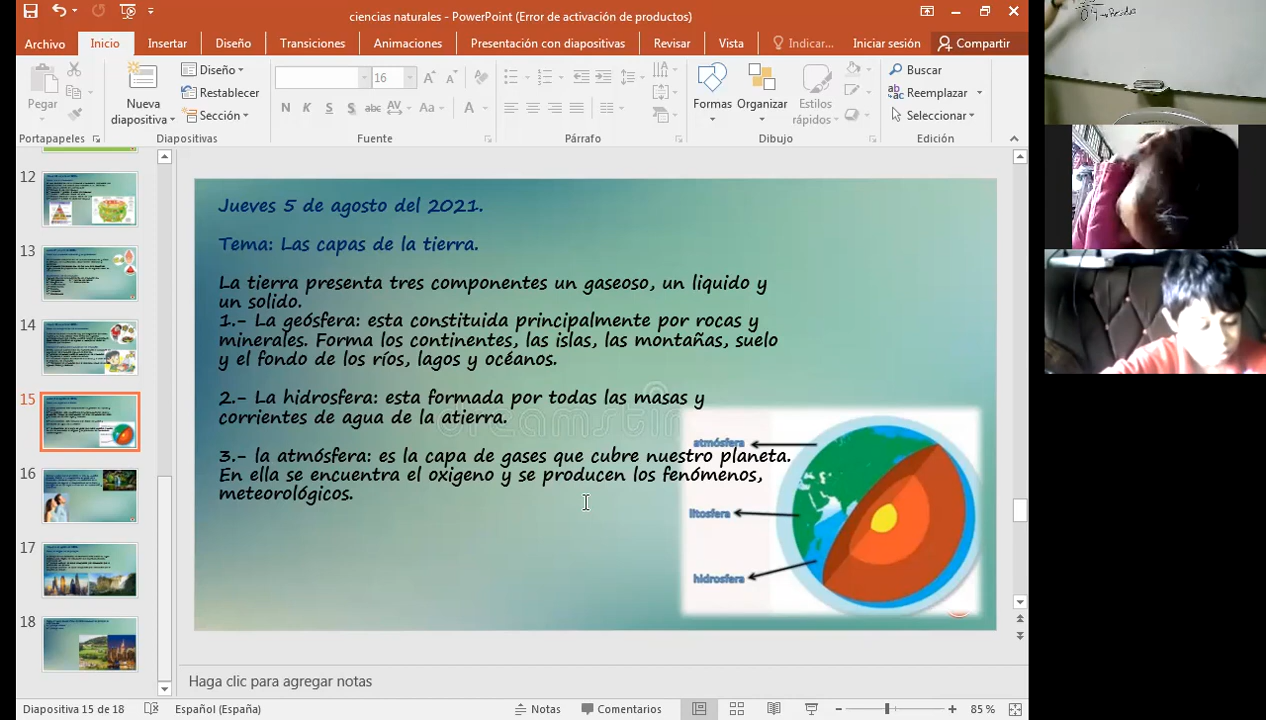 ciencias naturales - PowerPoint (Error de activación de productos)
Archivo Inicio Insertar Diseño Transiciones Animaciones Presentación con diapositivas Revisar Vista Indicar... Iniciar sesión Compartir
Pegar
Nueva diapositiva
Diseño
Restablecer
Sección
16
N K S abc AV Aa A
Formas
Organizar
Estilos rápidos
Buscar
Reemplazar
Seleccionar
Portapapeles Diapositivas Fuente Párrafo Dibujo Edición
12
13
14
15
16
17
18
Jueves 5 de agosto del 2021.
Tema: Las capas de la tierra.
La tierra presenta tres componentes un gaseoso, un liquido y
un solido.
1.- La geósfera: esta constituida principalmente por rocas y
minerales. Forma los continentes, las islas, las montañas, suelo
y el fondo de los ríos, lagos y océanos.
2.- La hidrosfera: esta formada por todas las masas y
corrientes de agua de la atierra.
3.- la atmósfera: es la capa de gases que cubre nuestro planeta.
En ella se encuentra el oxigeno y se producen los fenómenos,
meteorológicos.
atmósfera
litosfera
hidrosfera
Haga clic para agregar notas
Diapositiva 15 de 18 Español (España) Notas Comentarios 85 %